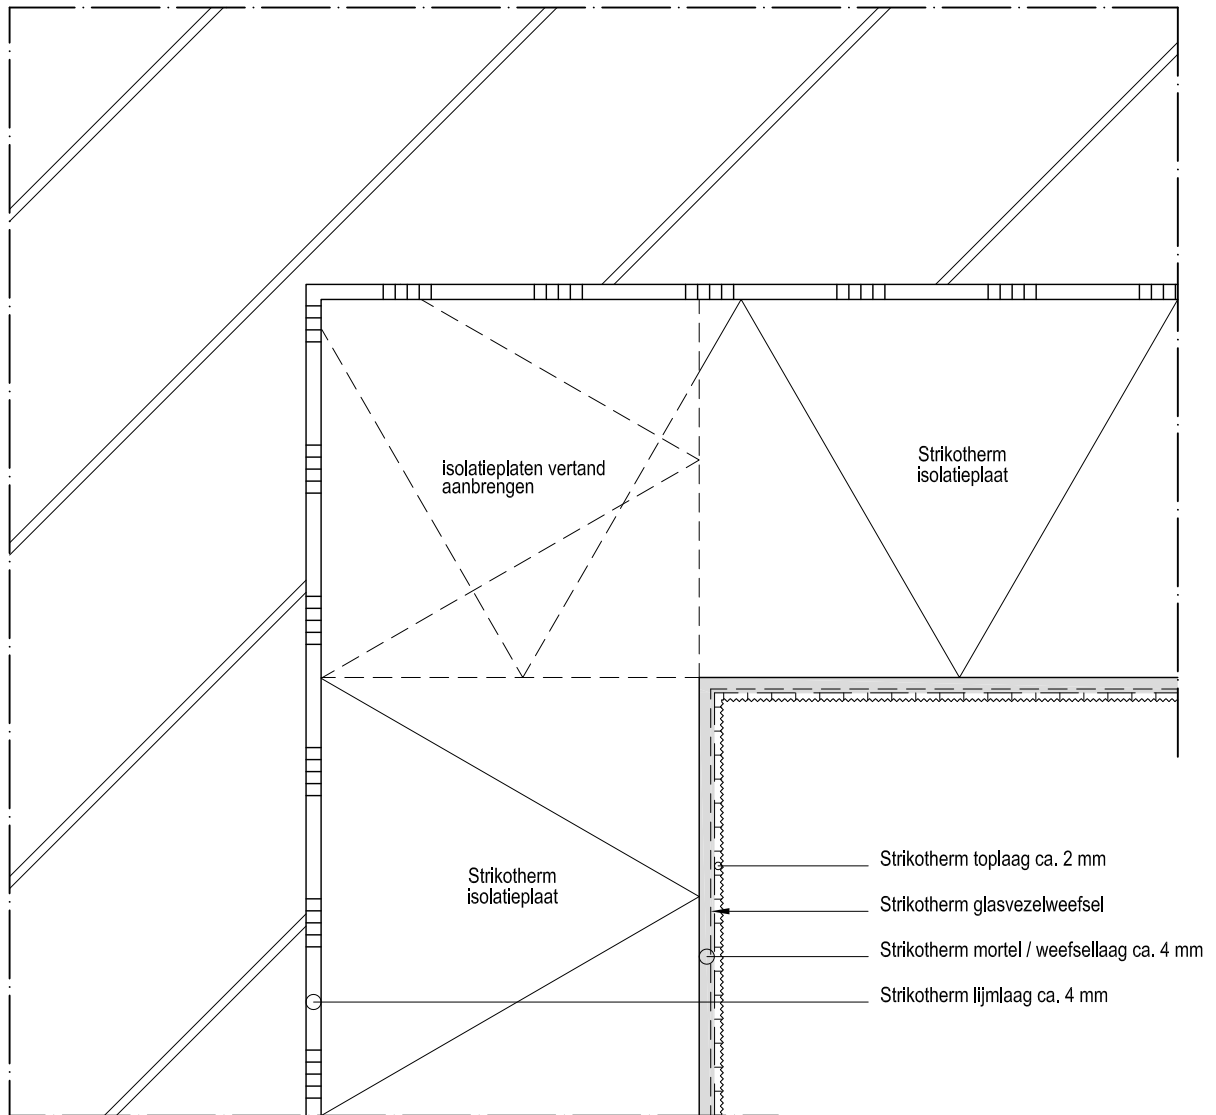 isolatieplaten vertand
aanbrengen
Strikotherm
isolatieplaat
Strikotherm
isolatieplaat
Strikotherm toplaag ca. 2 mm
Strikotherm glasvezelweefsel
Strikotherm mortel / weefsellaag ca. 4 mm
Strikotherm lijmlaag ca. 4 mm